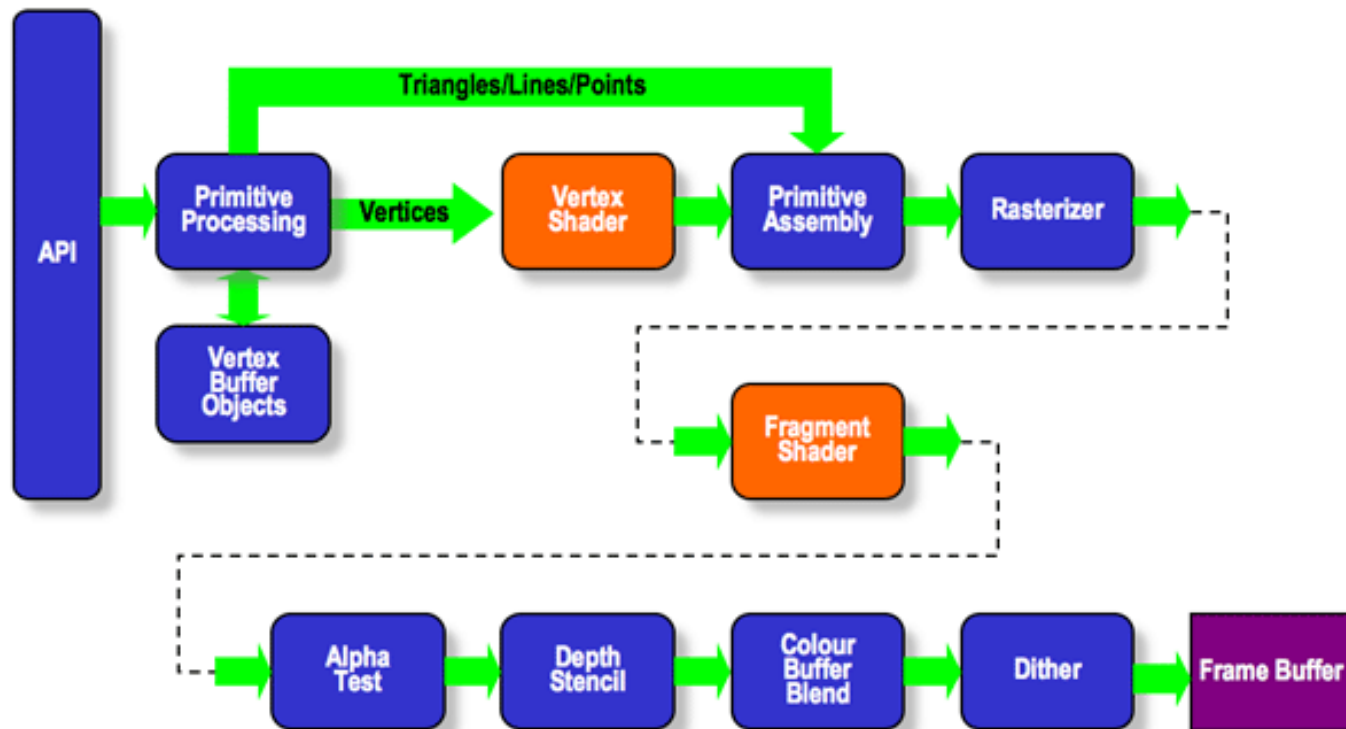 Triangles/Lines/Points
API
Primitive
Processing
Vertices
Vertex
Shader
Primitive
Assembly
Rasterizer
Vertex
Buffer
Objects
Fragment
Shader
Alpha
Test
Depth
Stencil
Colour
Buffer
Blend
Dither
Frame Buffer